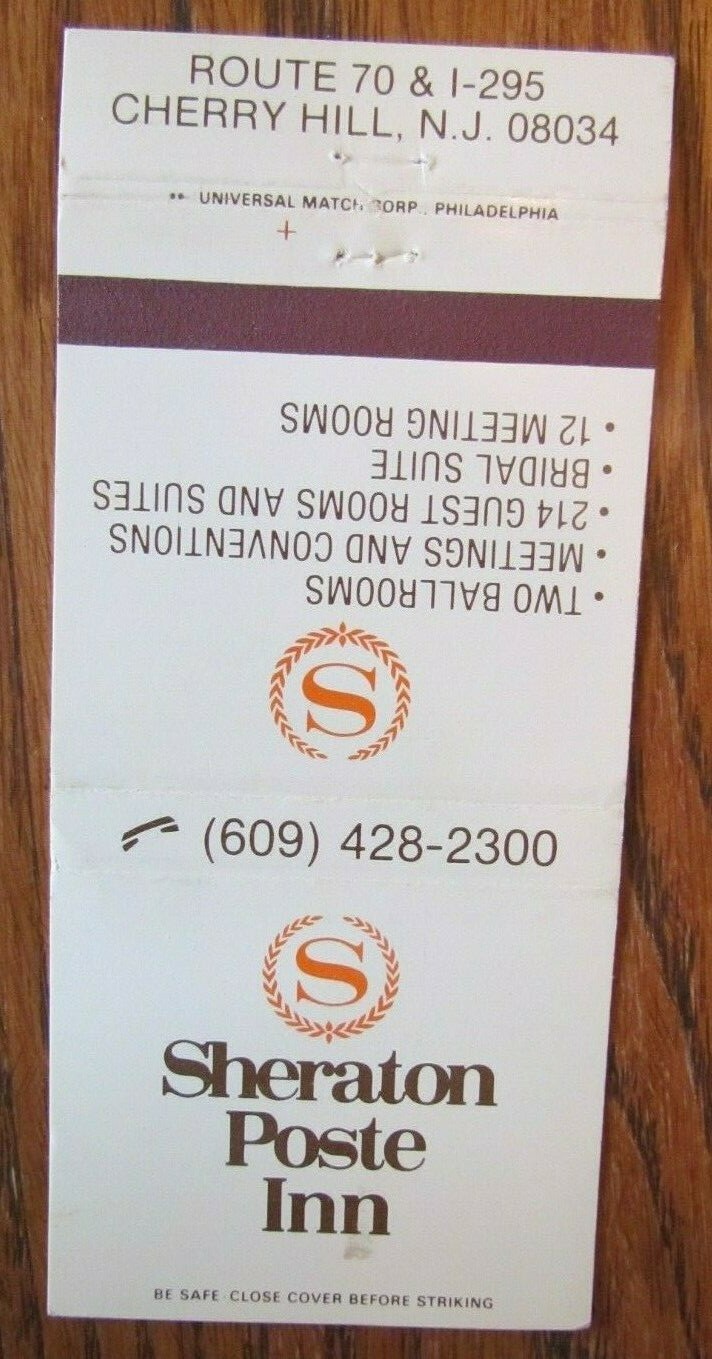 ROUTE 70 & I-295
CHERRY HILL, N.J. 08034
UNIVERSAL MATCH CORP., PHILADELPHIA
• TWO BALLROOMS
• MEETINGS AND CONVENTIONS
• 214 GUEST ROOMS AND SUITES
• BRIDAL SUITE
• 12 MEETING ROOMS
S
(609) 428-2300
S
Sheraton
Poste
Inn
BE SAFE CLOSE COVER BEFORE STRIKING